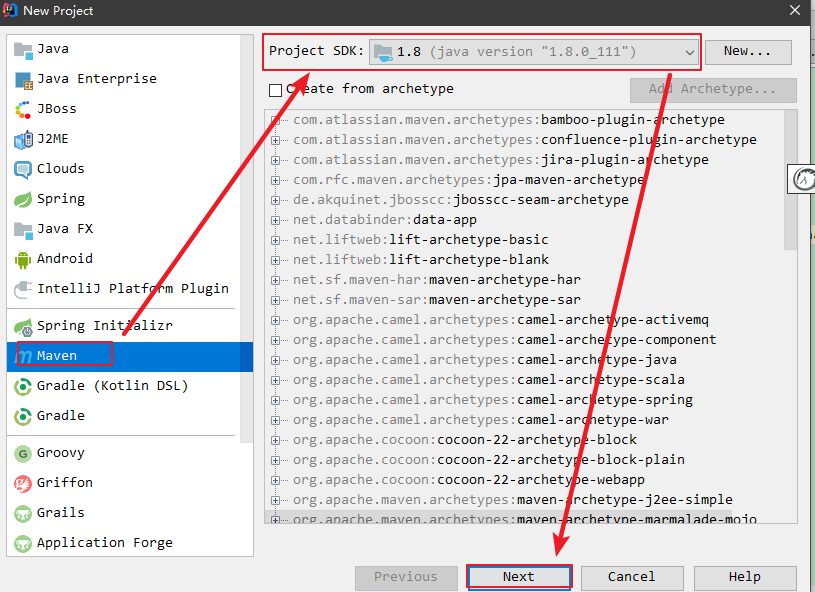 New Project
Java
Java Enterprise
JBoss
J2ME
Clouds
Spring
Java FX
Android
IntelliJ Platform Plugin
Spring Initializr
Maven
Gradle (Kotlin DSL)
Gradle
Groovy
Griffon
Grails
Application Forge
Project SDK: 1.8 (java version "1.8.0_111") New...
Create from archetype Add Archetype...
com.atlassian.maven.archetypes:bamboo-plugin-archetype
com.atlassian.maven.archetypes:confluence-plugin-archetype
com.atlassian.maven.archetypes:jira-plugin-archetype
com.rfc.maven.archetypes:jpa-maven-archetype
de.akquinet.jbosscc:jbosscc-seam-archetype
net.databinder:data-app
net.liftweb:lift-archetype-basic
net.liftweb:lift-archetype-blank
net.sf.maven-har:maven-archetype-har
net.sf.maven-sar:maven-archetype-sar
org.apache.camel.archetypes:camel-archetype-activemq
org.apache.camel.archetypes:camel-archetype-component
org.apache.camel.archetypes:camel-archetype-java
org.apache.camel.archetypes:camel-archetype-scala
org.apache.camel.archetypes:camel-archetype-spring
org.apache.camel.archetypes:camel-archetype-war
org.apache.cocoon:cocoon-22-archetype-block
org.apache.cocoon:cocoon-22-archetype-block-plain
org.apache.cocoon:cocoon-22-archetype-webapp
org.apache.maven.archetypes:maven-archetype-j2ee-simple
org.apache.maven.archetypes:maven-archetype-marmalade-mojo
Previous Next Cancel Help